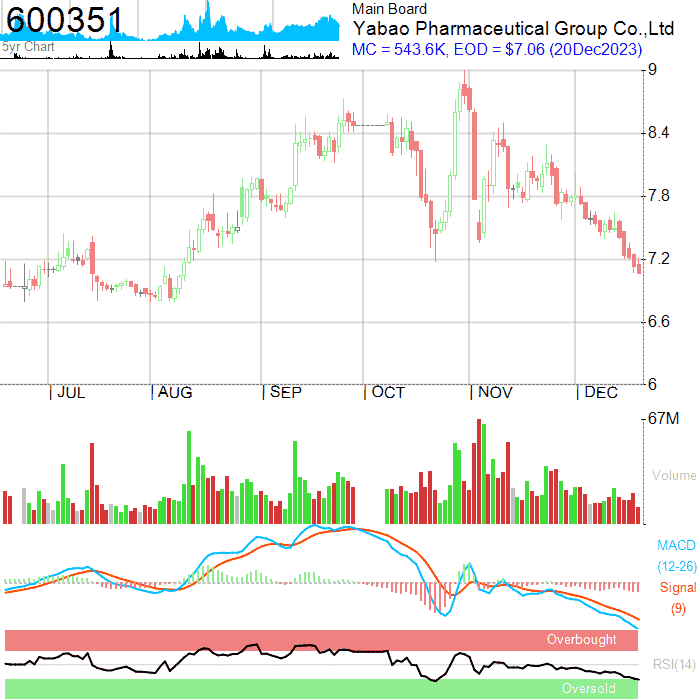 600351
5yr Chart
Main Board
Yabao Pharmaceutical Group Co.,Ltd
MC = 543.6K, EOD = $7.06 (20Dec2023)
9
8.4
7.8
7.2
6.6
6
JUL AUG SEP OCT NOV DEC
67M
Volume
MACD
(12-26)
Signal
(9)
Overbought
RSI(14)
Oversold